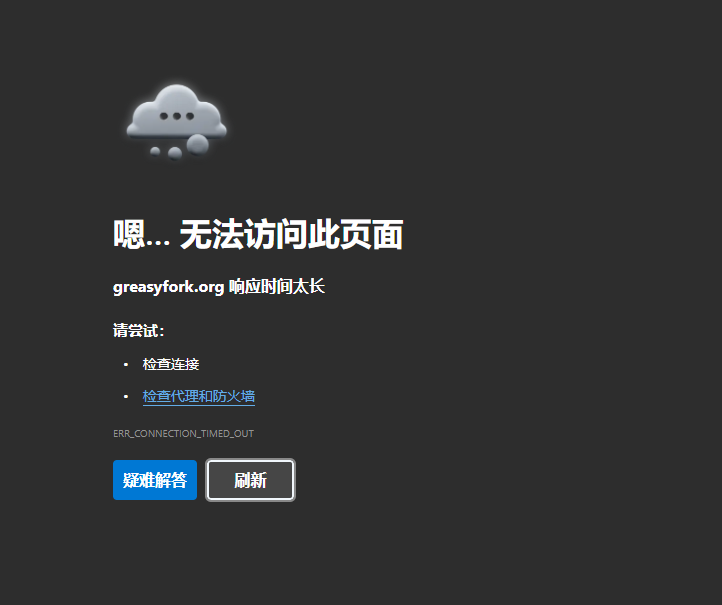 嗯... 无法访问此页面
greasyfork.org 响应时间太长
请尝试：
• 检查连接
• 检查代理和防火墙
ERR_CONNECTION_TIMED_OUT
疑难解答 刷新